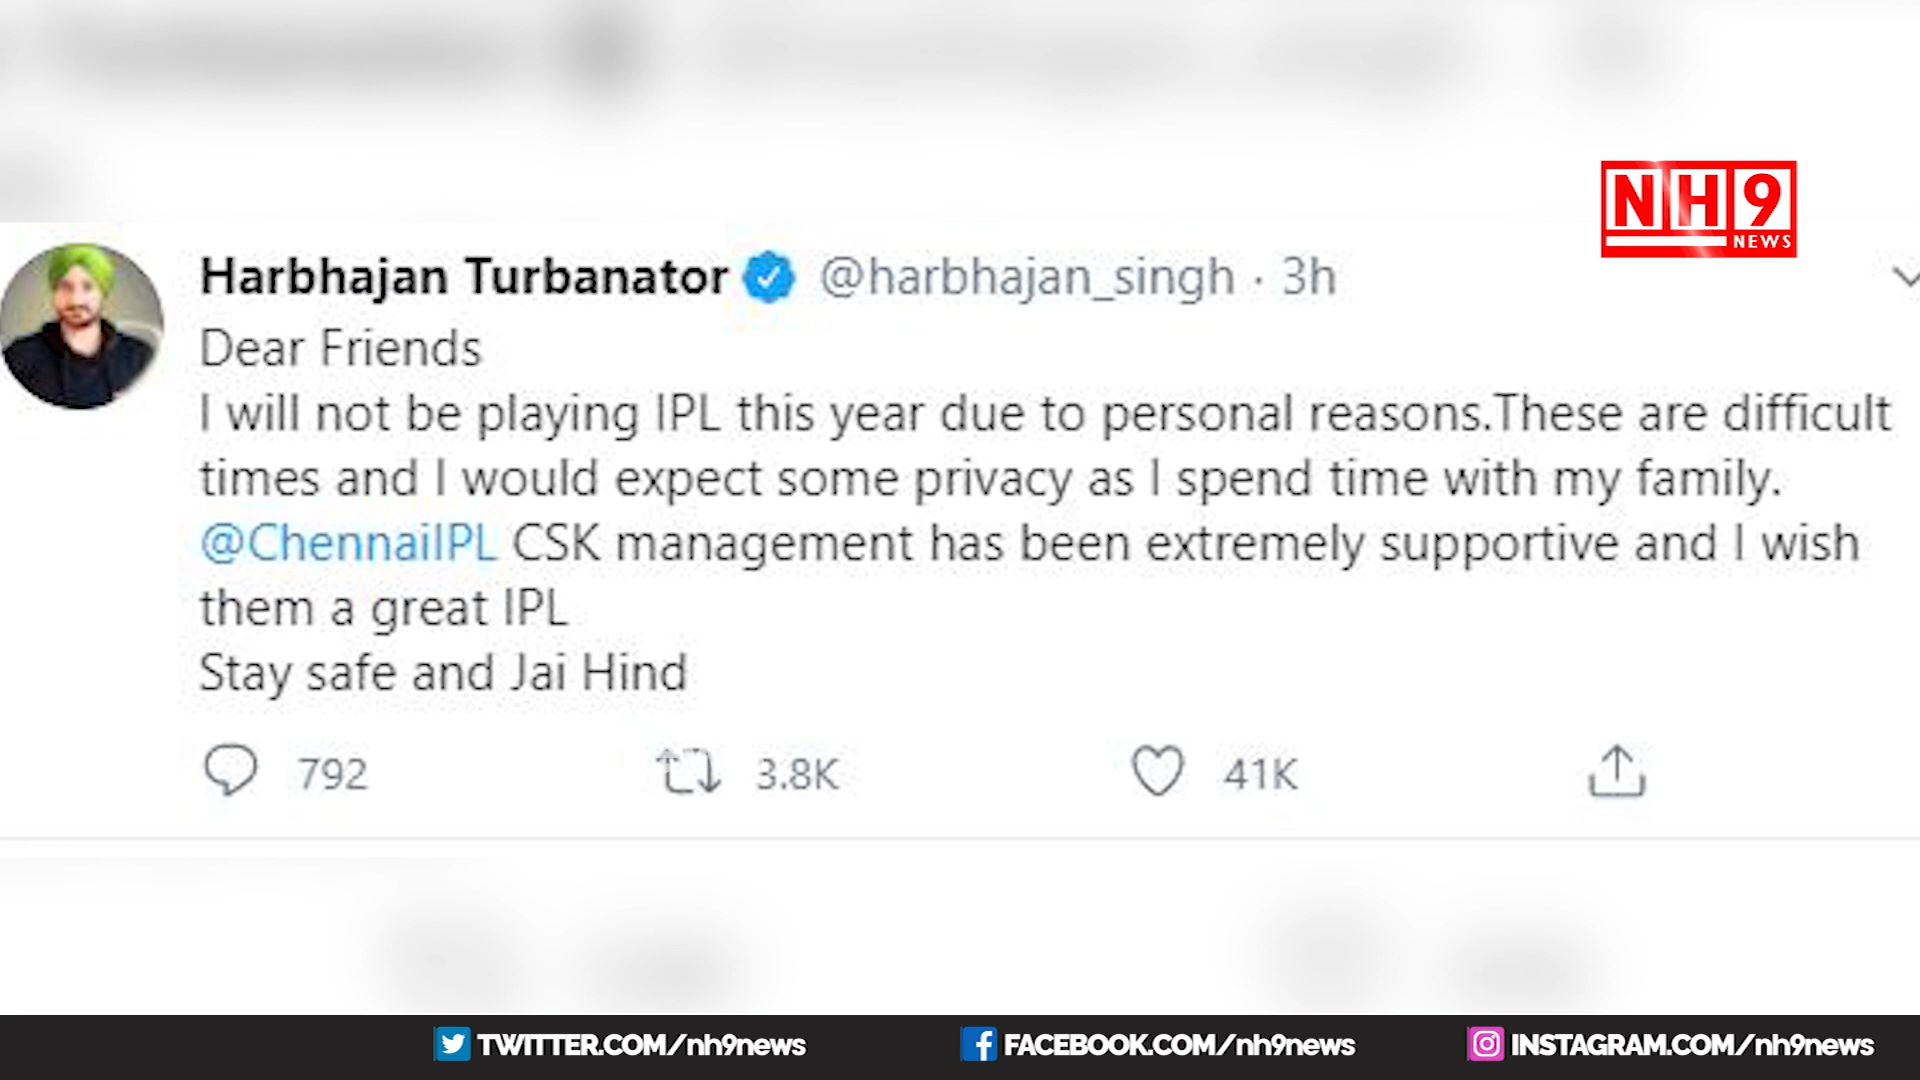 NH9
NEWS
Harbhajan Turbanator @harbhajan_singh · 3h
Dear Friends
I will not be playing IPL this year due to personal reasons.These are difficult
times and I would expect some privacy as I spend time with my family.
@ChennaiIPL CSK management has been extremely supportive and I wish
them a great IPL
Stay safe and Jai Hind
792 3.8K 41K
TWITTER.COM/nh9news FACEBOOK.COM/nh9news INSTAGRAM.COM/nh9news